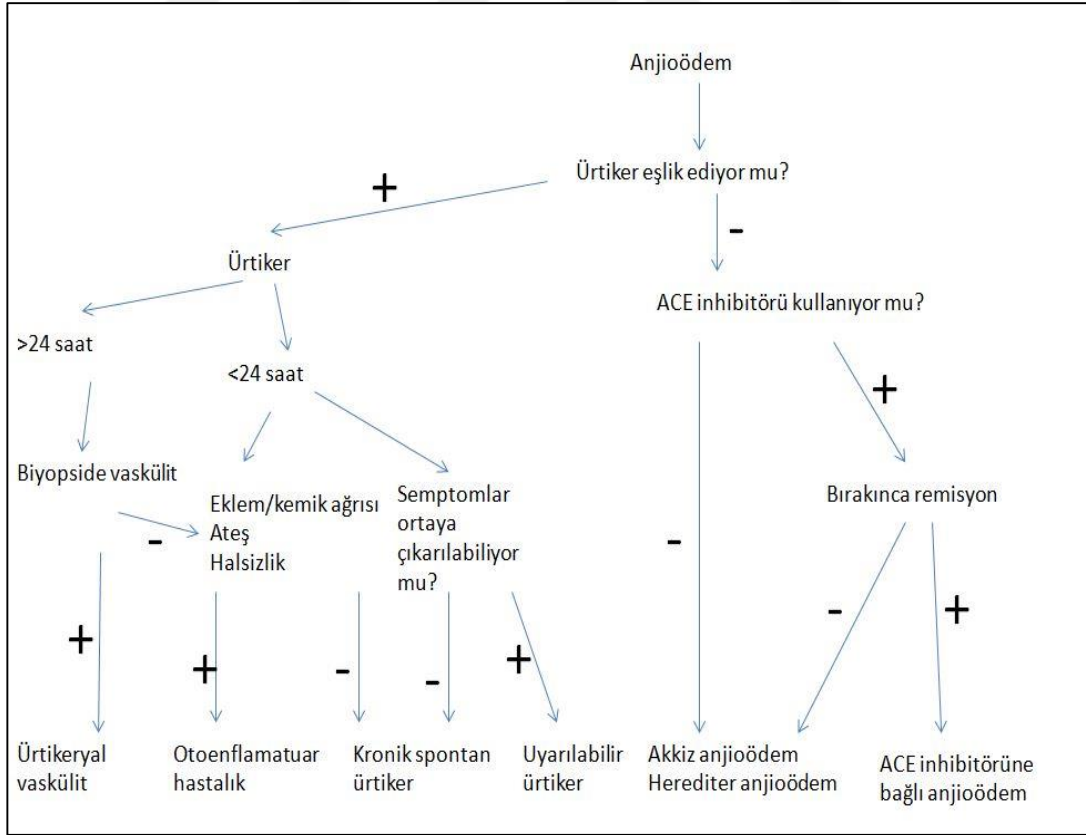 Anjioödem
Ürtiker eşlik ediyor mu?
+
-
Ürtiker
ACE inhibitörü kullanıyor mu?
>24 saat
<24 saat
+
Biyopside vaskülit
Eklem/kemik ağrısı
Ateş
Halsizlik
Semptomlar
ortaya
çıkarılabiliyor
mu?
Bırakınca remisyon
-
-
-
+
+
+
-
-
+
Ürtikeryal
vaskülit
Otoenflamatuar
hastalık
Kronik spontan
ürtiker
Uyarılabilir
ürtiker
Akkiz anjioödem
Herediter anjioödem
ACE inhibitörüne
bağlı anjioödem